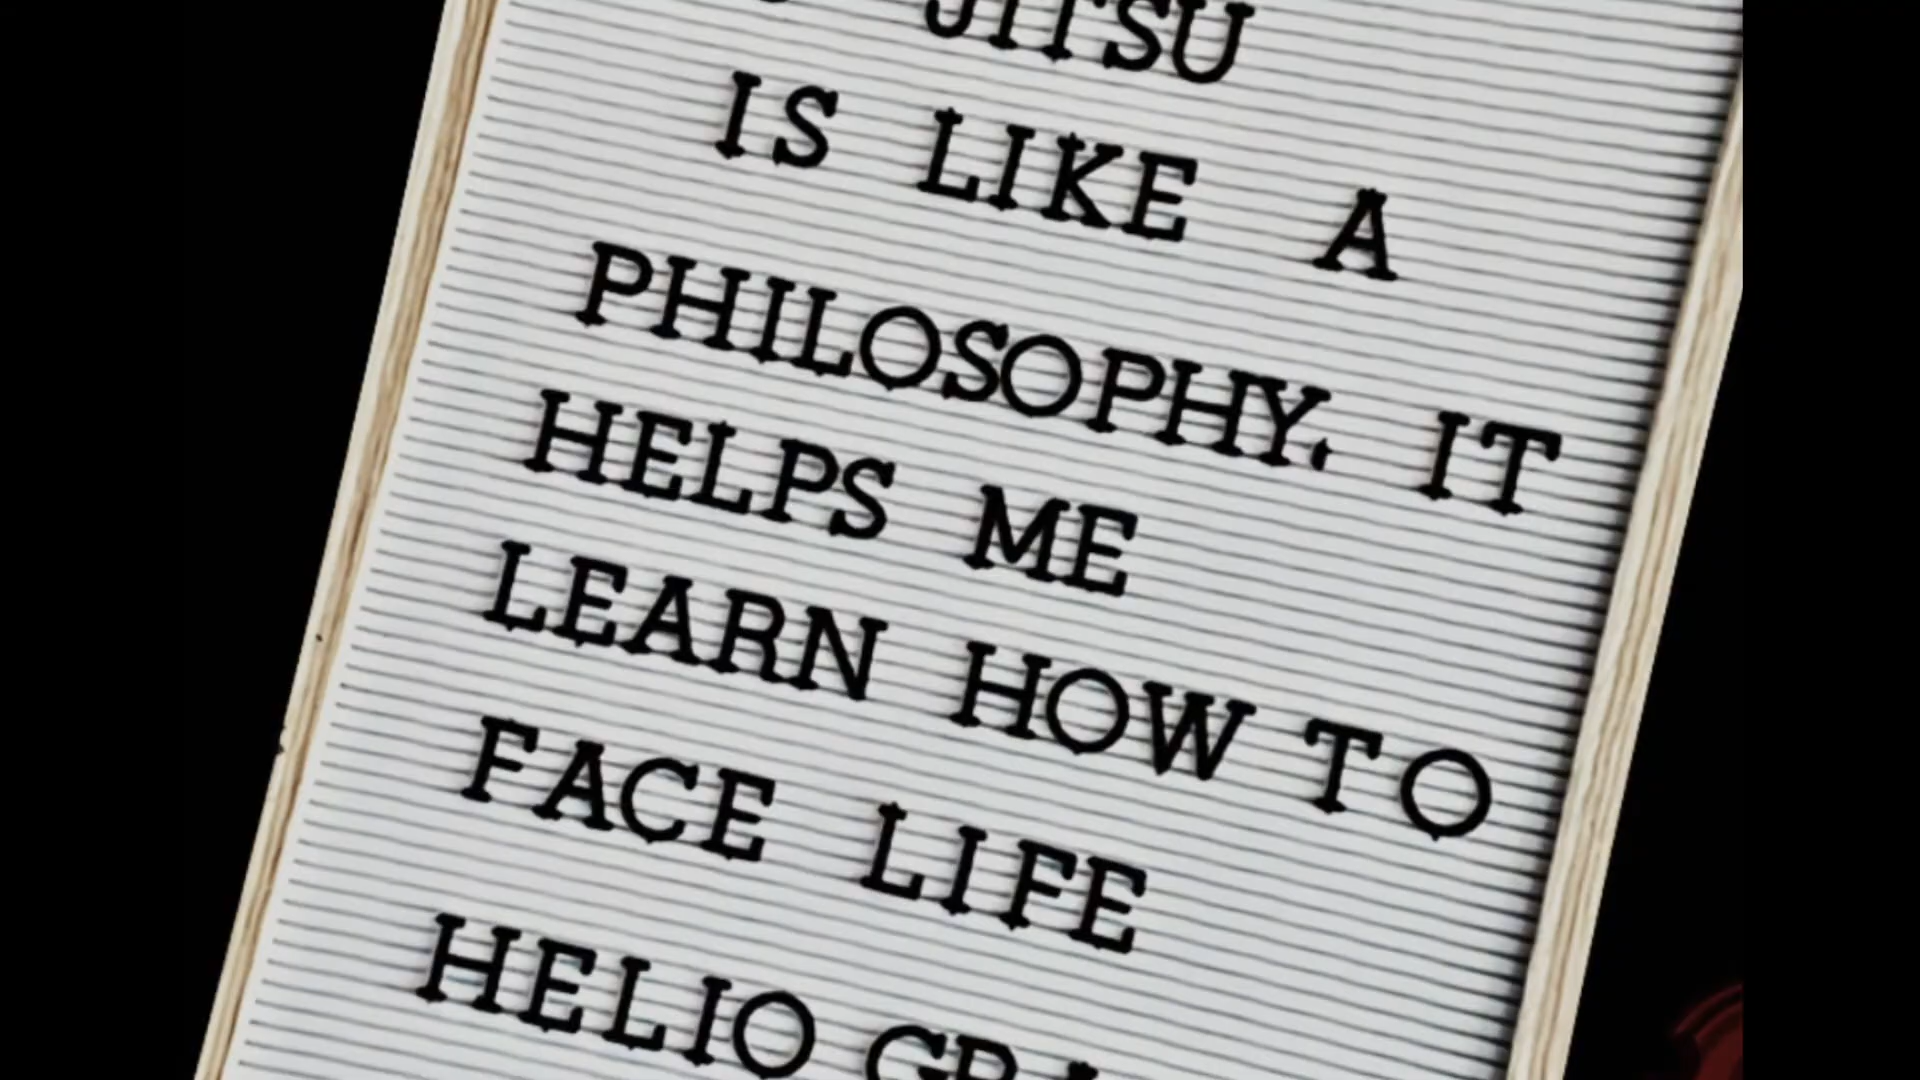 JITSU
IS LIKE A
PHILOSOPHY. IT
HELPS ME
LEARN HOW TO
FACE LIFE
HELIO